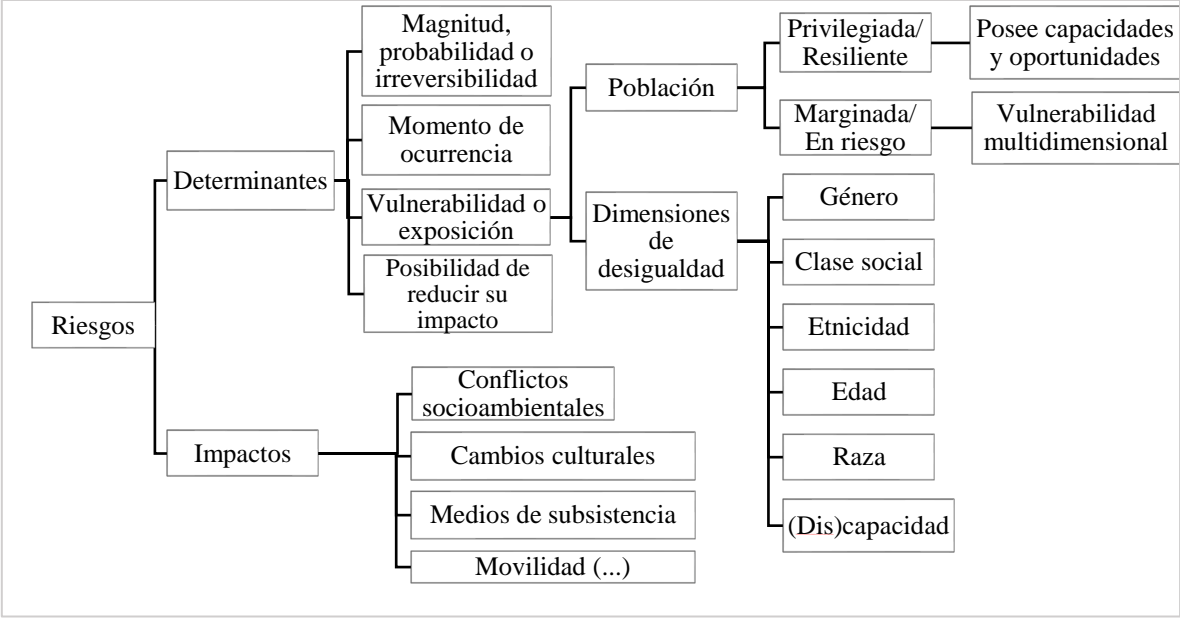 Riesgos
Determinantes
Magnitud,
probabilidad o
irreversibilidad
Momento de
ocurrencia
Vulnerabilidad o
exposición
Posibilidad de
reducir su
impacto
Población
Privilegiada/
Resiliente
Posee capacidades
y oportunidades
Marginada/
En riesgo
Vulnerabilidad
multidimensional
Dimensiones
de
desigualdad
Género
Clase social
Etnicidad
Edad
Raza
(Dis)capacidad
Impactos
Conflictos
socioambientales
Cambios culturales
Medios de subsistencia
Movilidad (...)